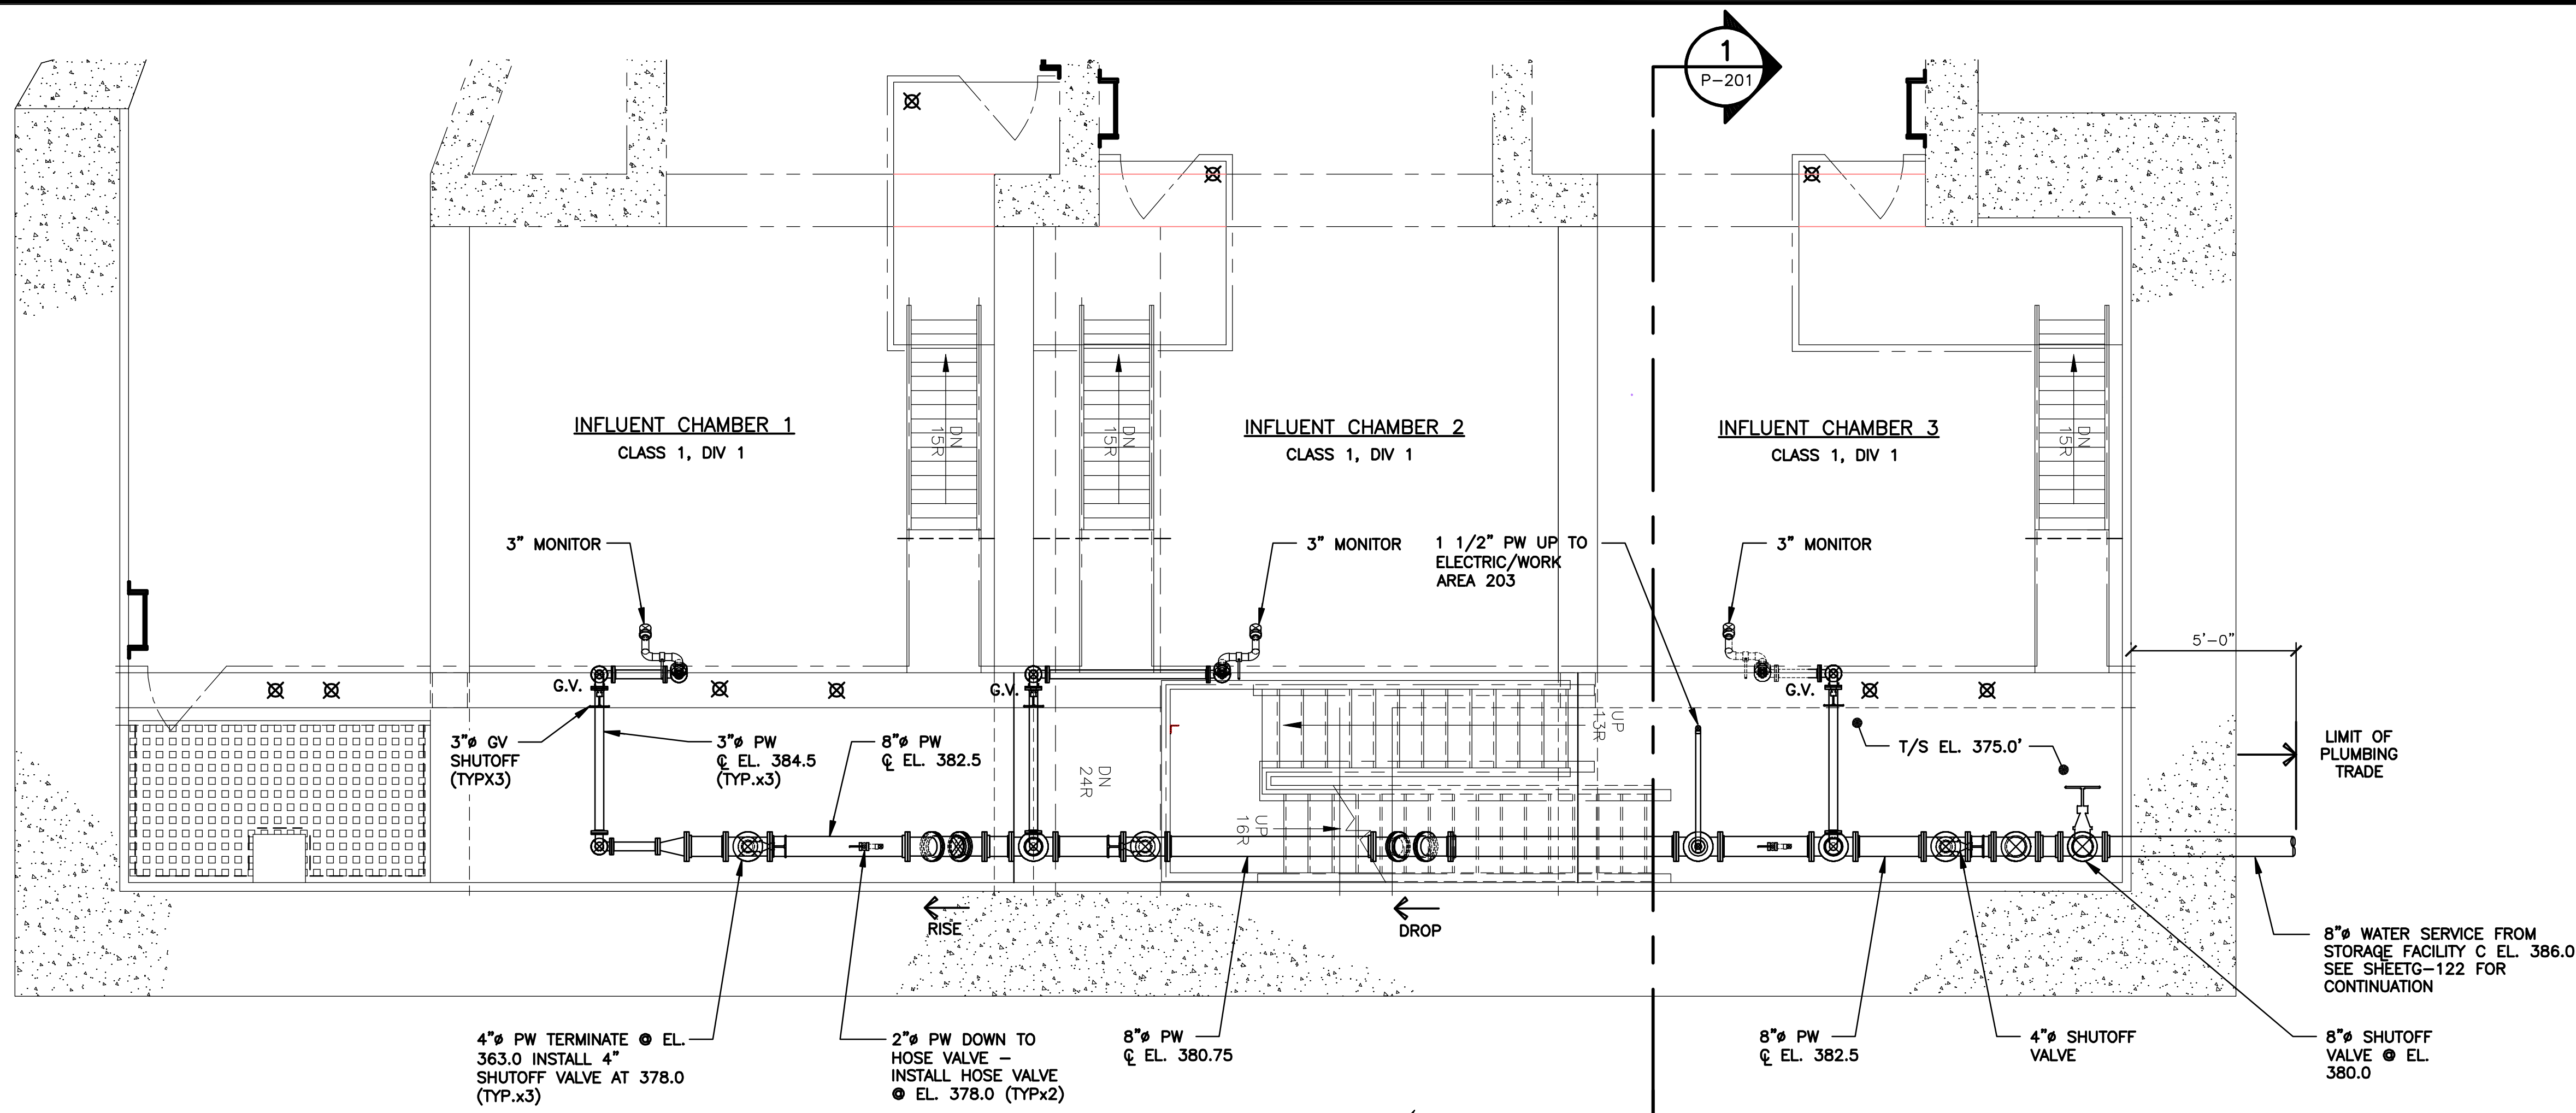 1
P-201
INFLUENT CHAMBER 1
CLASS 1, DIV 1
INFLUENT CHAMBER 2
CLASS 1, DIV 1
INFLUENT CHAMBER 3
CLASS 1, DIV 1
DN
15R
DN
15R
DN
15R
3" MONITOR
3" MONITOR
1 1/2" PW UP TO
ELECTRIC/WORK
AREA 203
3" MONITOR
5'-0"
G.V.
G.V.
G.V.
3"ø GV
SHUTOFF
(TYPX3)
3"ø PW
℄ EL. 384.5
(TYP.x3)
8"ø PW
℄ EL. 382.5
DN
24R
UP
13R
UP
16R
T/S EL. 375.0'
LIMIT OF
PLUMBING
TRADE
RISE
DROP
4"ø PW TERMINATE @ EL.
363.0 INSTALL 4"
SHUTOFF VALVE AT 378.0
(TYP.x3)
2"ø PW DOWN TO
HOSE VALVE –
INSTALL HOSE VALVE
@ EL. 378.0 (TYPx2)
8"ø PW
℄ EL. 380.75
8"ø PW
℄ EL. 382.5
4"ø SHUTOFF
VALVE
8"ø WATER SERVICE FROM
STORAGE FACILITY C EL. 386.0
SEE SHEETG-122 FOR
CONTINUATION
8"ø SHUTOFF
VALVE @ EL.
380.0